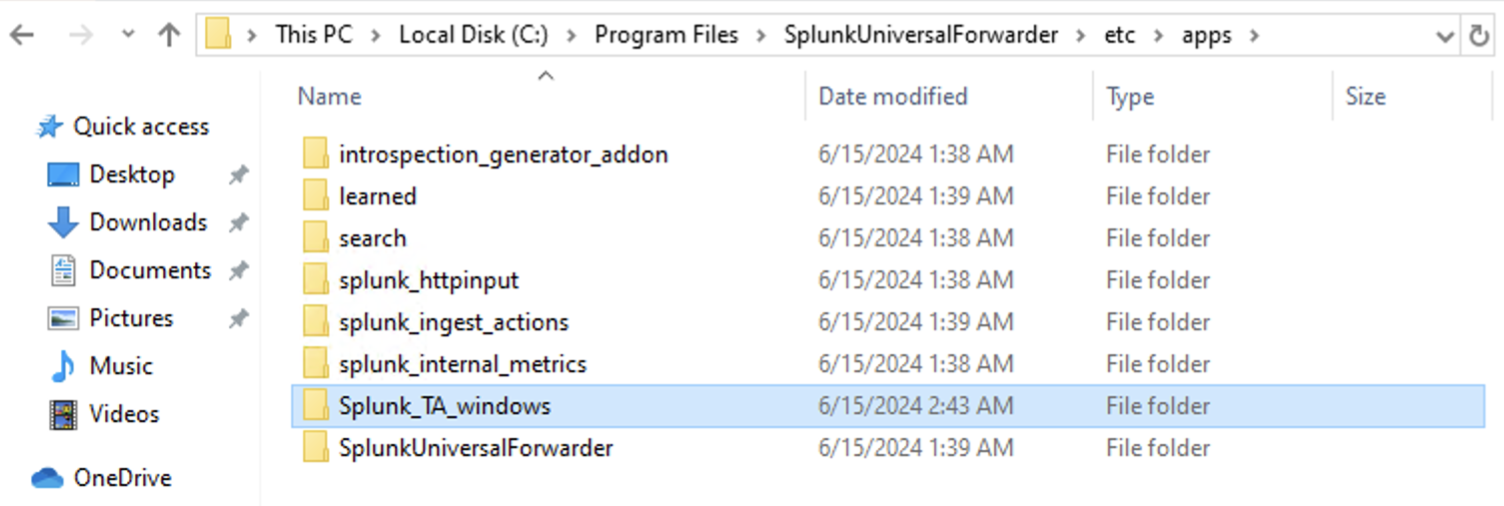 This PC > Local Disk (C:) > Program Files > SplunkUniversalForwarder > etc > apps >
Name Date modified Type Size
Quick access
Desktop
Downloads
Documents
Pictures
Music
Videos
OneDrive
introspection_generator_addon 6/15/2024 1:38 AM File folder
learned 6/15/2024 1:39 AM File folder
search 6/15/2024 1:38 AM File folder
splunk_httpinput 6/15/2024 1:38 AM File folder
splunk_ingest_actions 6/15/2024 1:39 AM File folder
splunk_internal_metrics 6/15/2024 1:38 AM File folder
Splunk_TA_windows 6/15/2024 2:43 AM File folder
SplunkUniversalForwarder 6/15/2024 1:39 AM File folder